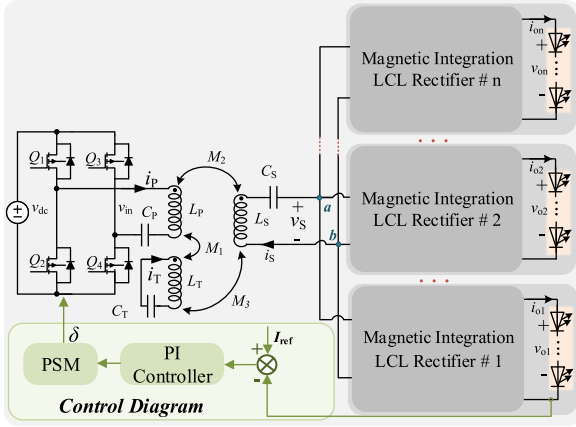 Magnetic Integration
LCL Rectifier # n
i_on
+
v_on
-
Magnetic Integration
LCL Rectifier # 2
i_o2
+
v_o2
-
Magnetic Integration
LCL Rectifier # 1
i_o1
+
v_o1
-
Q_1
Q_3
Q_2
Q_4
v_dc
v_in
i_P
C_P
L_P
M_2
M_1
i_T
L_T
C_T
M_3
C_S
L_S
+
v_S
-
i_S
a
b
δ
PSM
PI
Controller
I_ref
+
-
Control Diagram